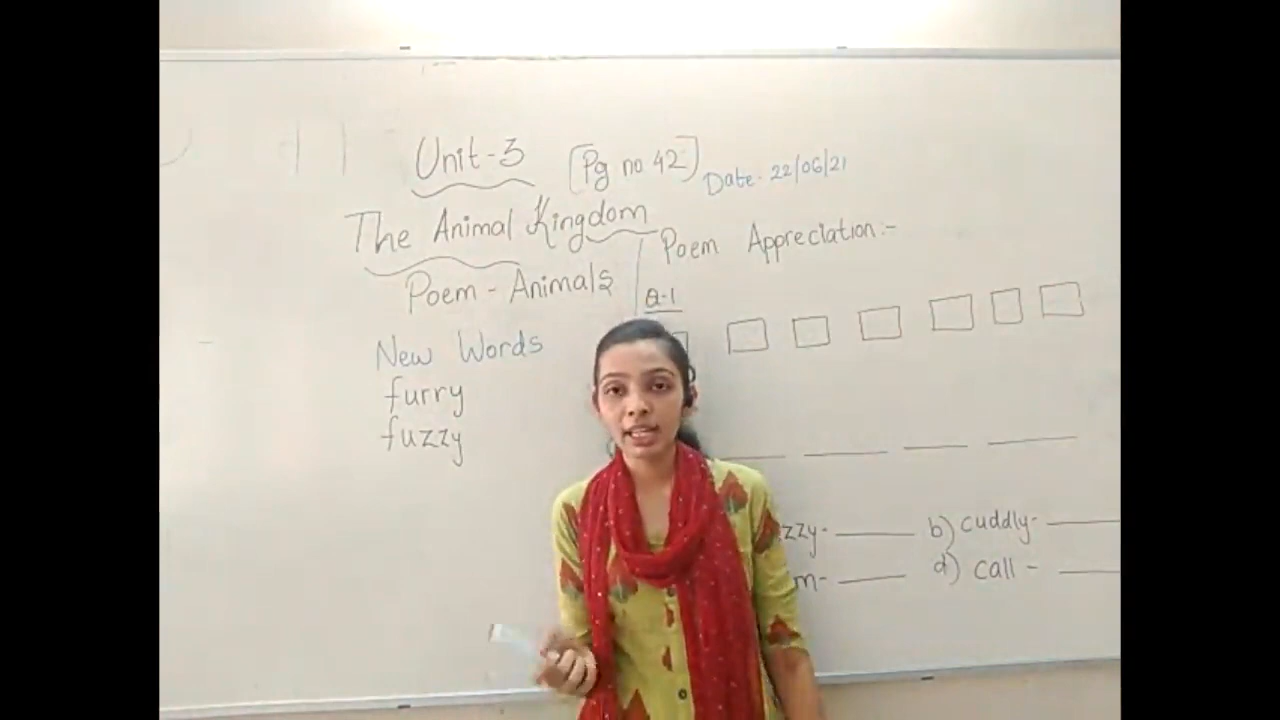 Unit-3 [Pg no 42] Date- 22/06/21
The Animal Kingdom
Poem - Animals
New Words
furry
fuzzy
Poem Appreciation:-
Q-1
zzy- b) cuddly-
m- d) call -